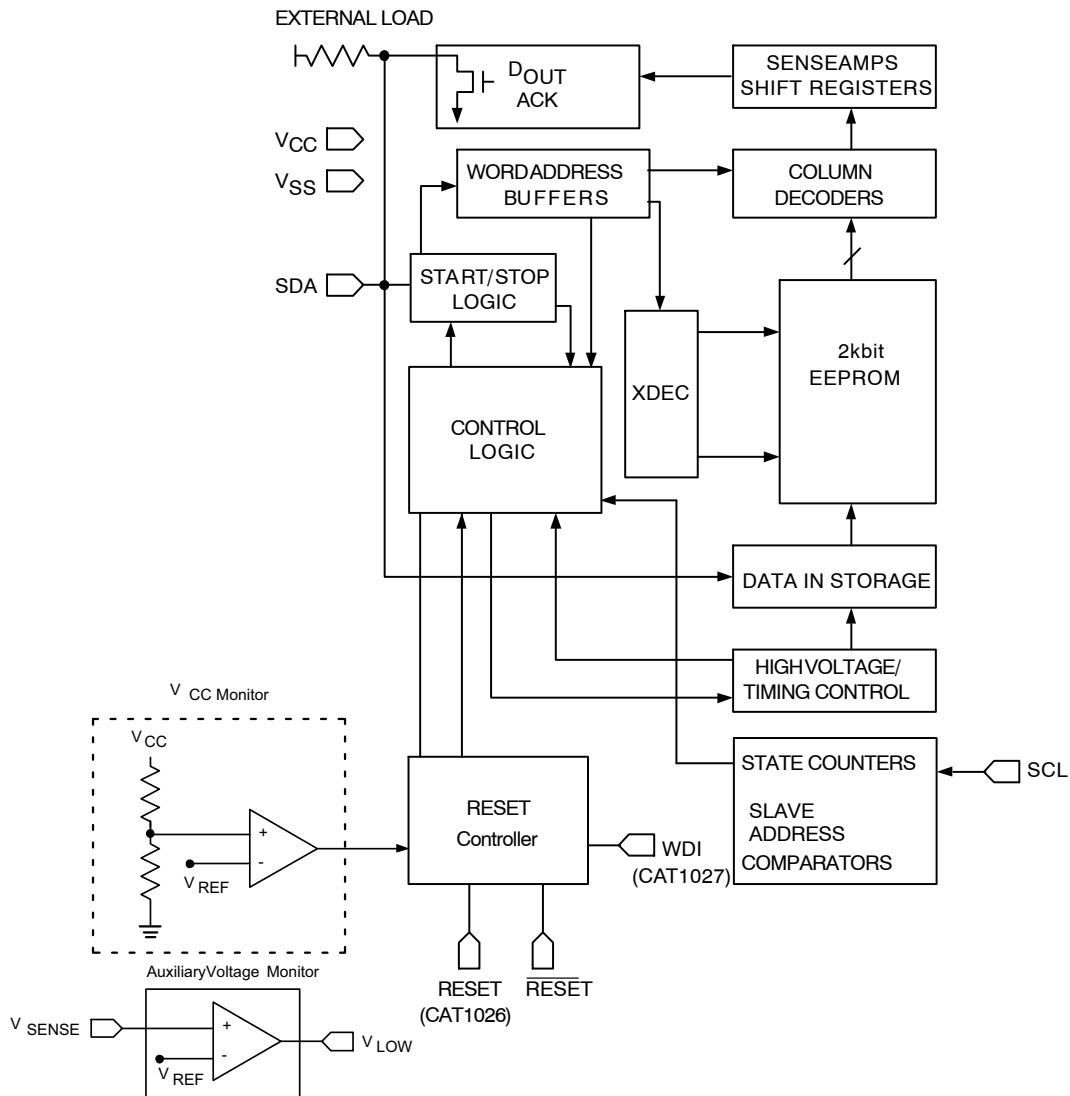 EXTERNAL LOAD
DOUT
ACK
SENSEAMPS
SHIFT REGISTERS
VCC
VSS
WORDADDRESS
BUFFERS
COLUMN
DECODERS
SDA
START/STOP
LOGIC
2kbit
EEPROM
XDEC
CONTROL
LOGIC
DATA IN STORAGE
HIGHVOLTAGE/
TIMING CONTROL
V CC Monitor
VCC
+
-
VREF
RESET
Controller
STATE COUNTERS
SLAVE
ADDRESS
COMPARATORS
SCL
WDI
(CAT1027)
RESET
(CAT1026)
RESET
AuxiliaryVoltage Monitor
V SENSE
+
-
VREF
V LOW